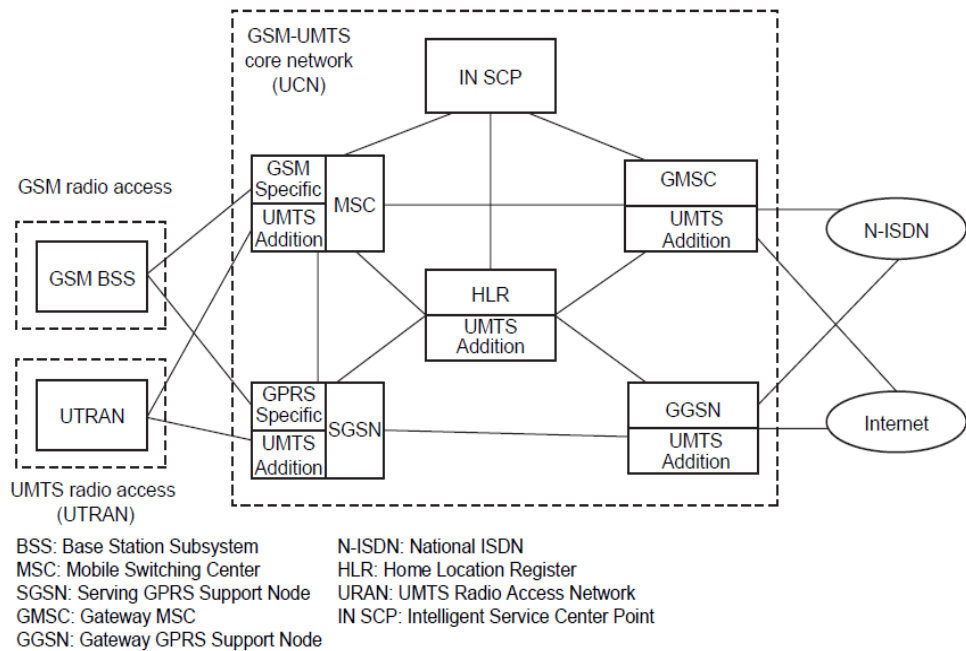 GSM-UMTS
core network
(UCN)
IN SCP
GSM radio access
GSM
Specific
UMTS
Addition
MSC
GMSC
UMTS
Addition
N-ISDN
GSM BSS
HLR
UMTS
Addition
UTRAN
GPRS
Specific
UMTS
Addition
SGSN
GGSN
UMTS
Addition
Internet
UMTS radio access
(UTRAN)
BSS: Base Station Subsystem
MSC: Mobile Switching Center
SGSN: Serving GPRS Support Node
GMSC: Gateway MSC
GGSN: Gateway GPRS Support Node
N-ISDN: National ISDN
HLR: Home Location Register
URAN: UMTS Radio Access Network
IN SCP: Intelligent Service Center Point